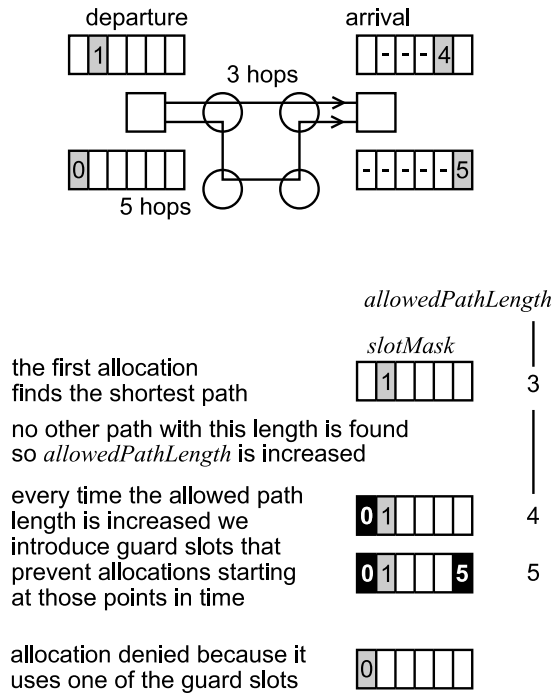 departure
arrival
1
- - - 4
3 hops
0
- - - - - 5
5 hops
allowedPathLength
slotMask
the first allocation
finds the shortest path
1
3
no other path with this length is found
so allowedPathLength is increased
every time the allowed path
length is increased we
introduce guard slots that
prevent allocations starting
at those points in time
0 1
4
0 1 5
5
allocation denied because it
uses one of the guard slots
0